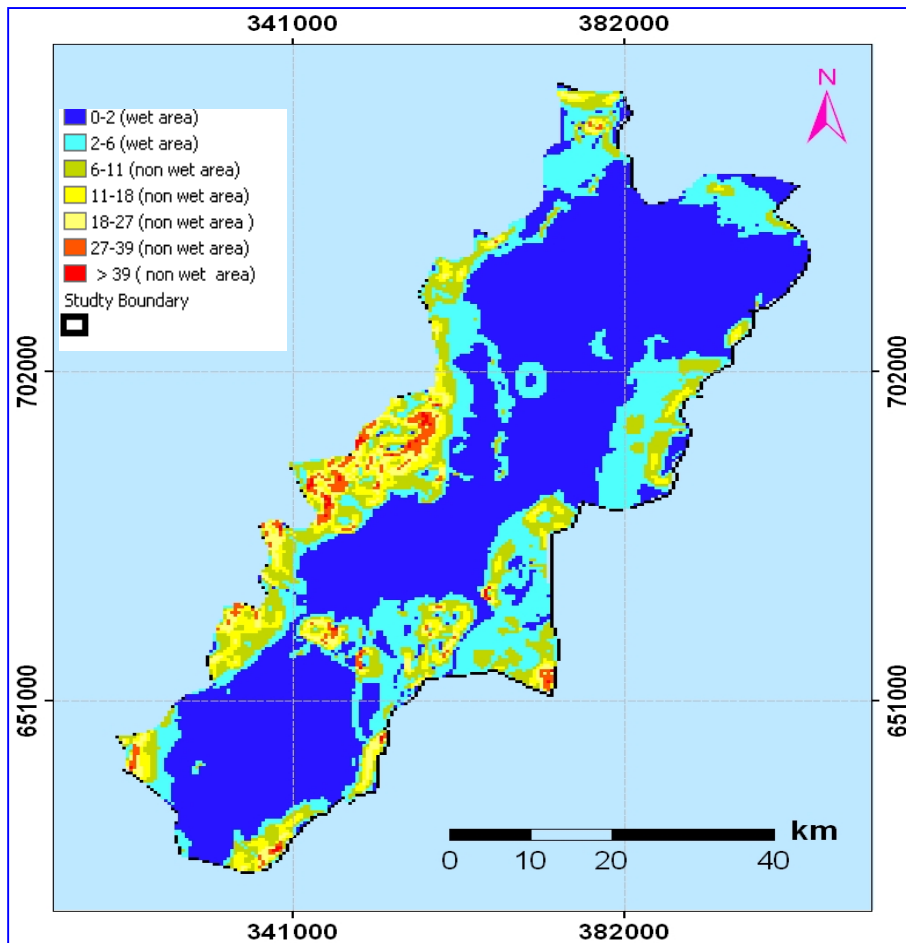 341000 382000
N
0-2 (wet area)
2-6 (wet area)
6-11 (non wet area)
11-18 (non wet area)
18-27 (non wet area )
27-39 (non wet area)
> 39 ( non wet area)
Studty Boundary
702000 702000
651000 651000
km
0 10 20 40
341000 382000